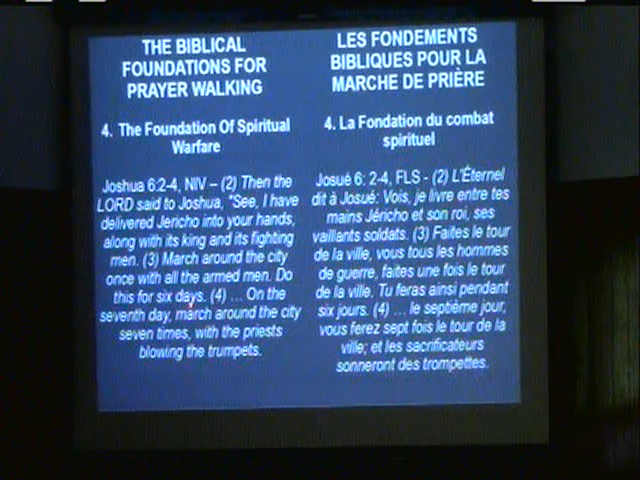 THE BIBLICAL
FOUNDATIONS FOR
PRAYER WALKING
4. The Foundation Of Spiritual
Warfare
Joshua 6:2-4, NIV – (2) Then the
LORD said to Joshua, "See, I have
delivered Jericho into your hands,
along with its king and its fighting
men. (3) March around the city
once with all the armed men. Do
this for six days. (4) ... On the
seventh day, march around the city
seven times, with the priests
blowing the trumpets.
LES FONDEMENTS
BIBLIQUES POUR LA
MARCHE DE PRIÈRE
4. La Fondation du combat
spirituel
Josué 6: 2-4, FLS - (2) L'Éternel
dit à Josué: Vois, je livre entre tes
mains Jéricho et son roi, ses
vaillants soldats. (3) Faites le tour
de la ville, vous tous les hommes
de guerre, faites une fois le tour
de la ville. Tu feras ainsi pendant
six jours. (4) ... le septième jour,
vous ferez sept fois le tour de la
ville; et les sacrificateurs
sonneront des trompettes.